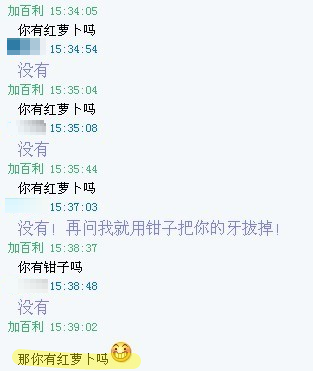 加百利 15:34:05
你有红萝卜吗
15:34:54
没有
加百利 15:35:04
你有红萝卜吗
15:35:08
没有
加百利 15:35:44
你有红萝卜吗
15:37:03
没有！再问我就用钳子把你的牙拔掉！
加百利 15:38:37
你有钳子吗
15:38:48
没有
加百利 15:39:02
那你有红萝卜吗